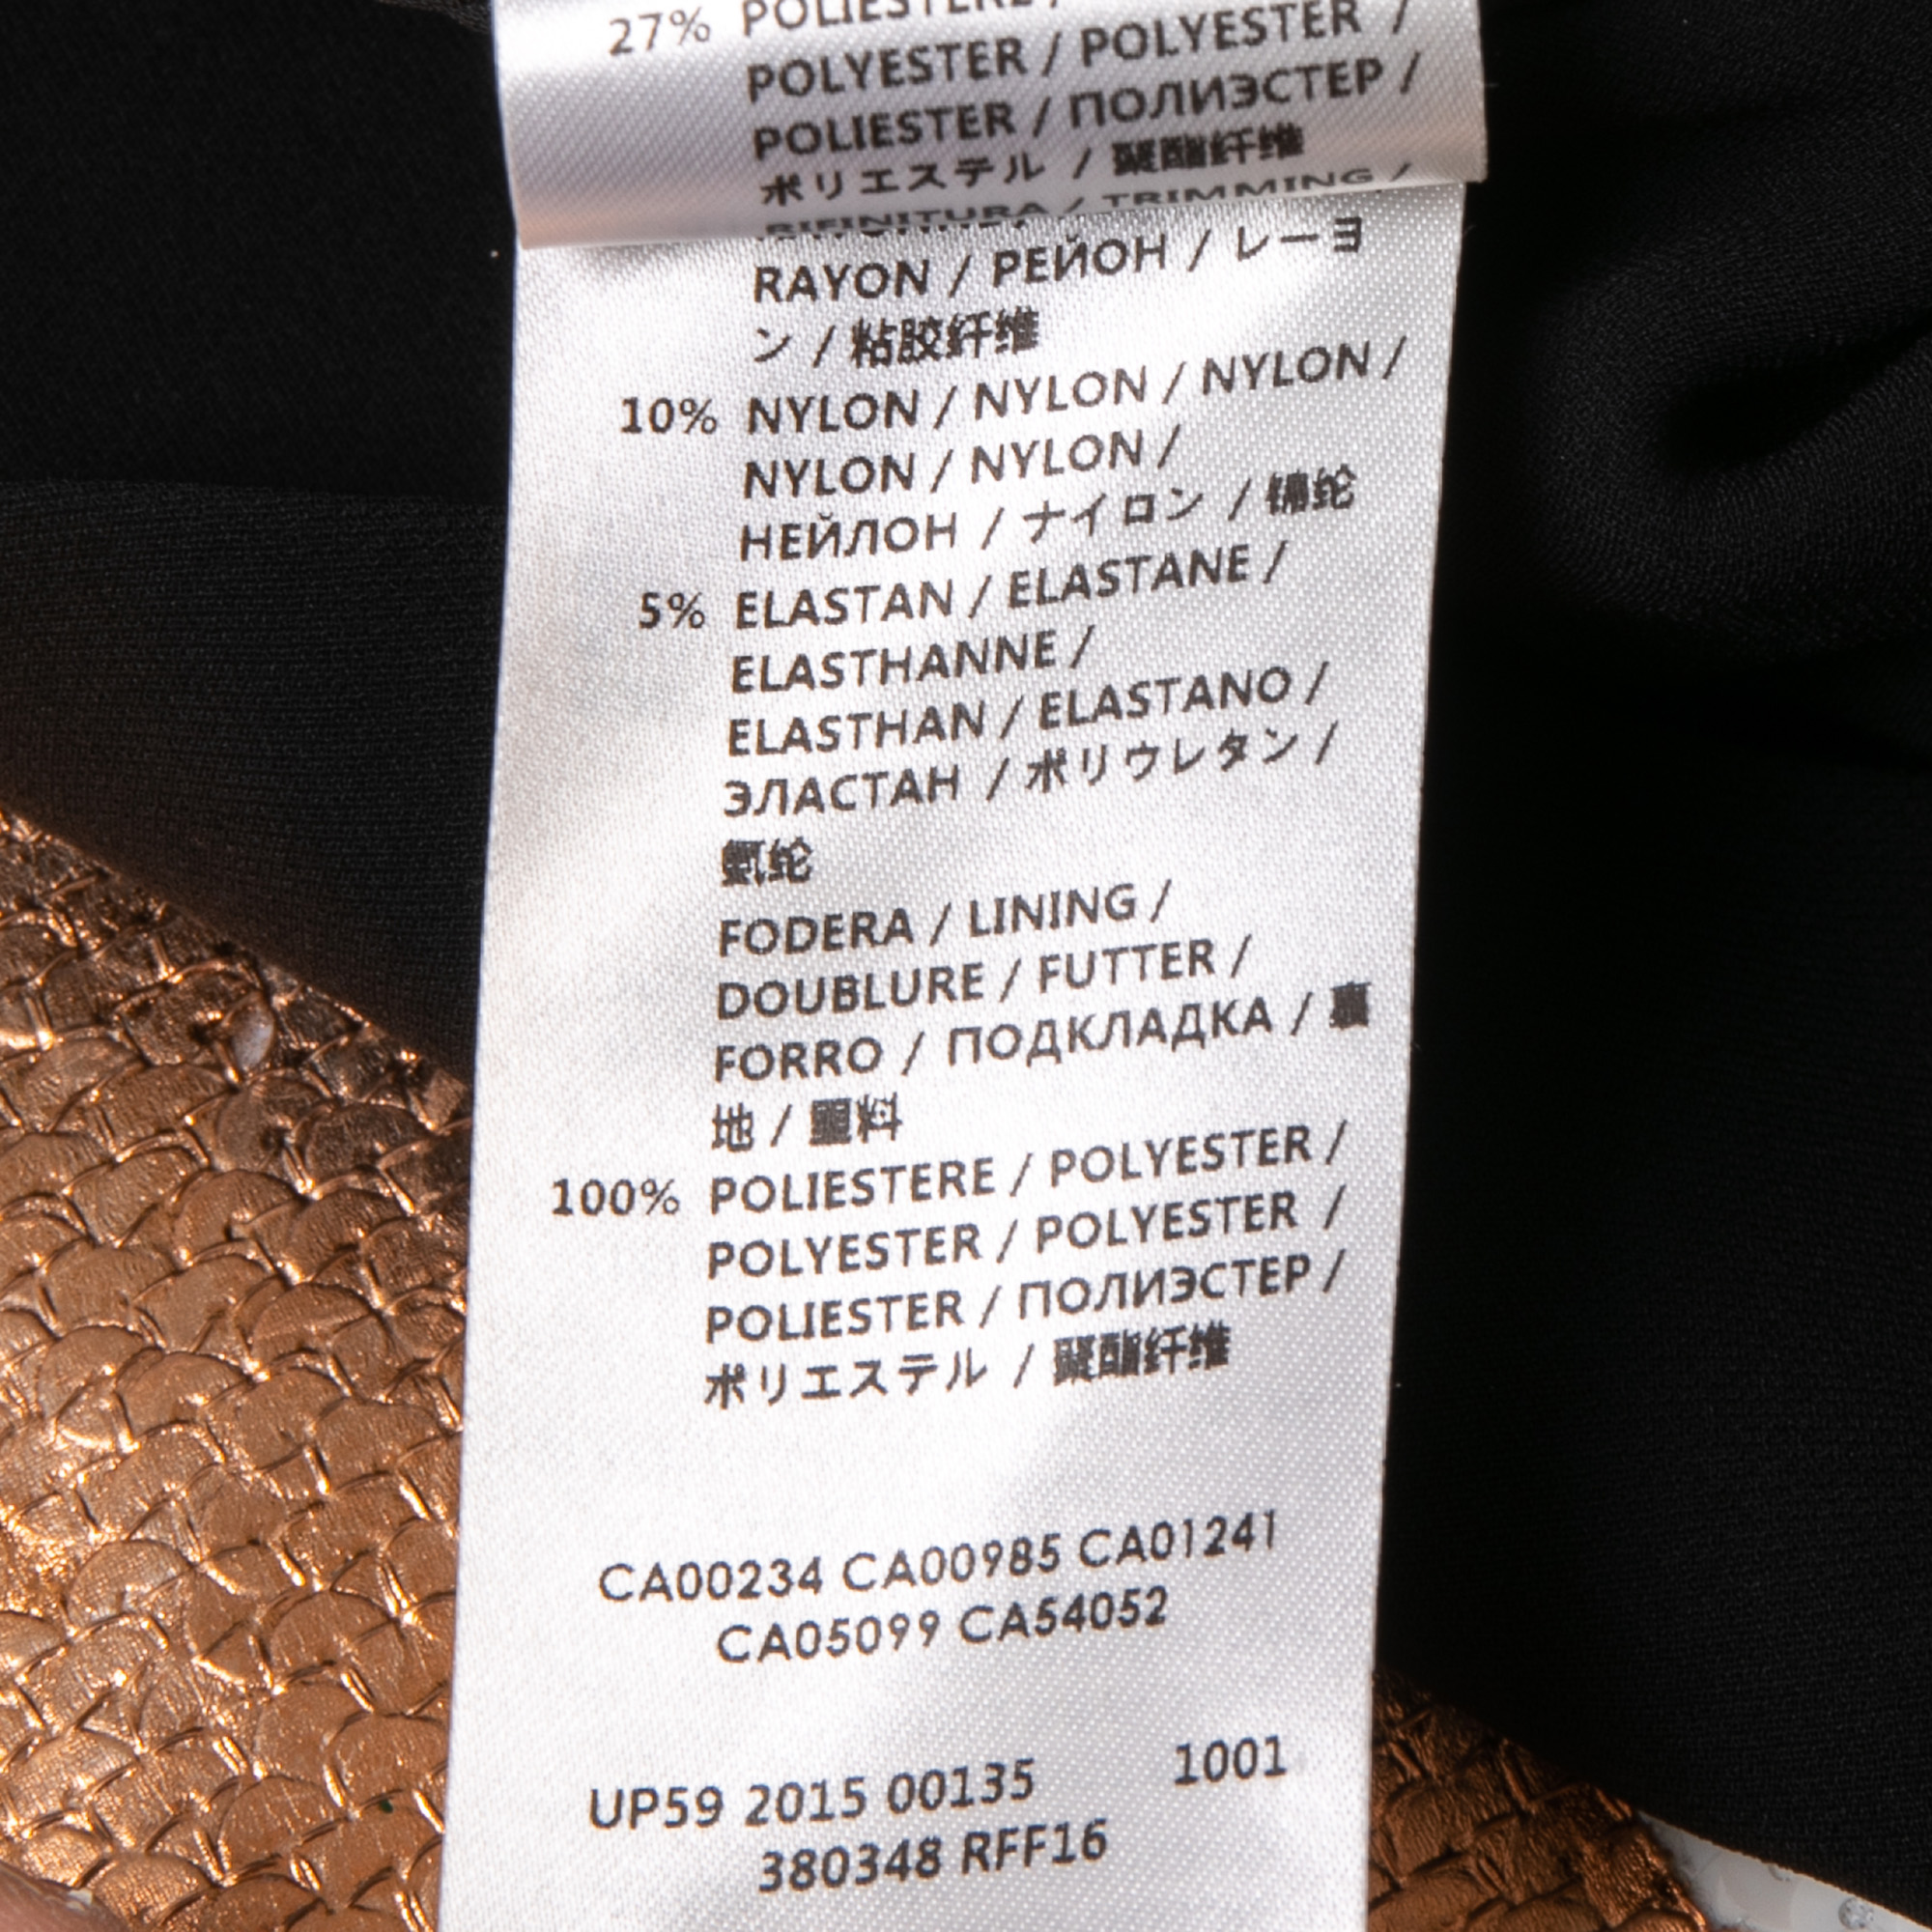 27% POLIESTERE /
POLYESTER / POLYESTER /
POLIESTER / ПОЛИЭСТЕР /
ポリエステル / 聚酯纤维
RIFINITURA / TRIMMING /
RAYON / РЕЙОН / レーヨ
ン / 粘胶纤维
10% NYLON / NYLON / NYLON /
NYLON / NYLON /
НЕЙЛОН / ナイロン / 锦纶
5% ELASTAN / ELASTANE /
ELASTHANNE /
ELASTHAN / ELASTANO /
ЭЛАСТАН / ポリウレタン /
氨纶
FODERA / LINING /
DOUBLURE / FUTTER /
FORRO / ПОДКЛАДКА / 裏
地 / 里料
100% POLIESTERE / POLYESTER /
POLYESTER / POLYESTER /
POLIESTER / ПОЛИЭСТЕР /
ポリエステル / 聚酯纤维
CA00234 CA00985 CA01241
CA05099 CA54052
UP59 2015 00135 1001
380348 RFF16